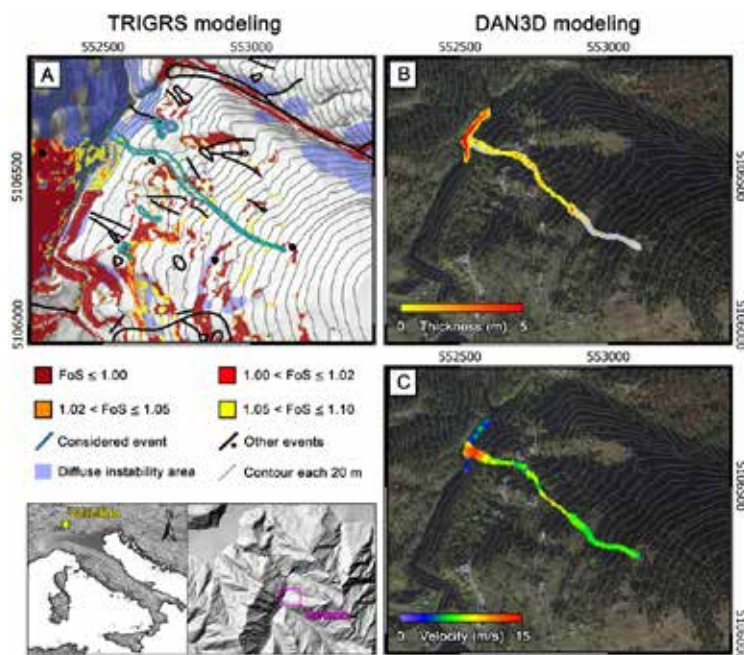 TRIGRS modeling
DAN3D modeling
552500 553000
552500 553000
A
B
5106500
5106000
5106500
5106000
0 Thickness (m) 5
552500 553000
C
5106500
5106000
0 Velocity (m/s) 15
FoS ≤ 1.00
1.00 < FoS ≤ 1.02
1.02 < FoS ≤ 1.05
1.05 < FoS ≤ 1.10
Considered event
Other events
Diffuse instability area
Contour each 20 m